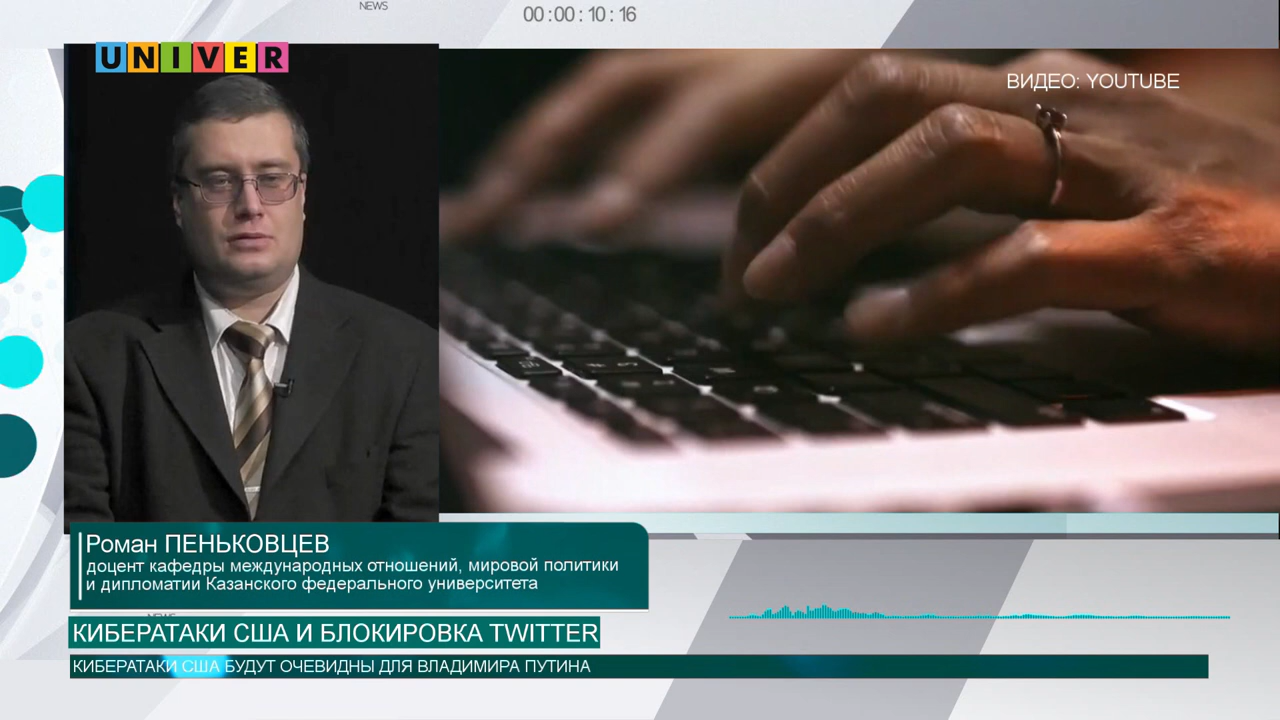 NEWS
00:00:10:16
UNIVER
ВИДЕО: YOUTUBE
Роман ПЕНЬКОВЦЕВ
доцент кафедры международных отношений, мировой политики
и дипломатии Казанского федерального университета
NEWS
КИБЕРАТАКИ США И БЛОКИРОВКА TWITTER
КИБЕРАТАКИ США БУДУТ ОЧЕВИДНЫ ДЛЯ ВЛАДИМИРА ПУТИНА